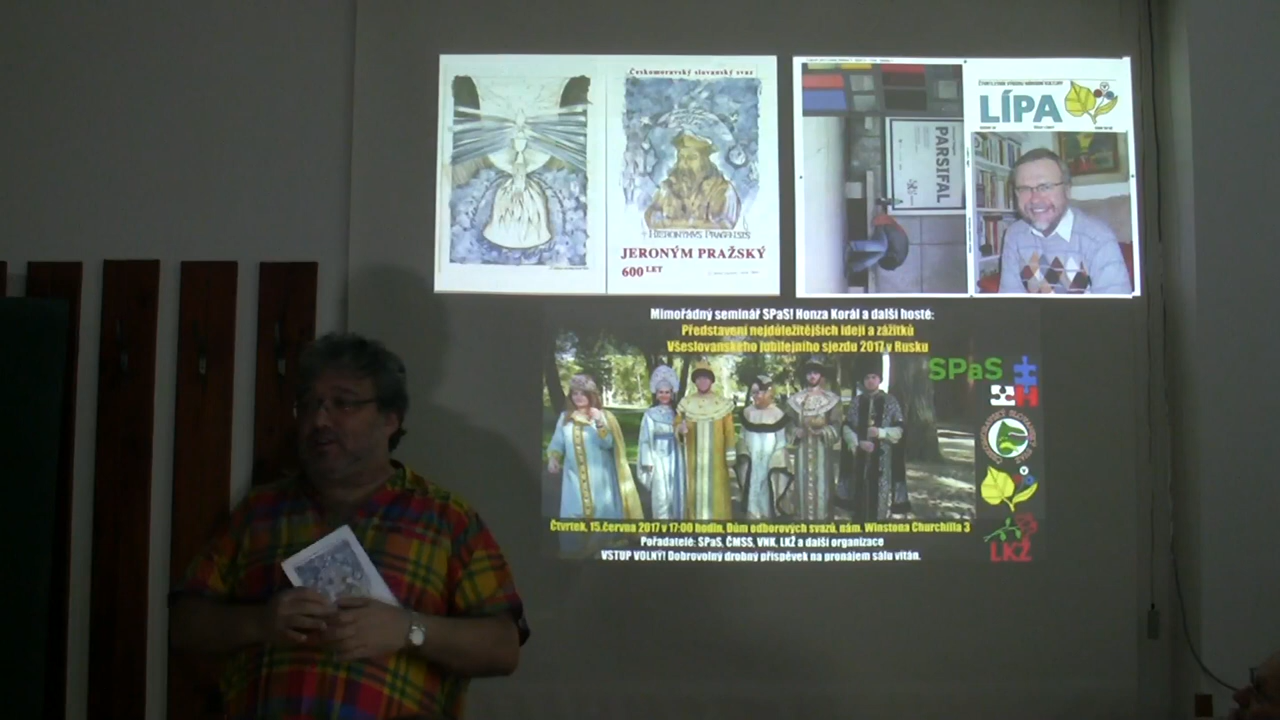 Českomoravský slovanský svaz
HIERONYMVS PRAGENSIS
JERONÝM PRAŽSKÝ
600 LET
PARSIFAL
LÍPA
Mimořádný seminář SPaS! Honza Korál a další hosté:
Představení nejdůležitějších idejí a zážitků
Všeslovanského jubilejního sjezdu 2017 v Rusku
SPaS
H
LKŽ
Čtvrtek, 15.června 2017 v 17:00 hodin, Dům odborových svazů, nám. Winstona Churchilla 3
Pořadatelé: SPaS, ČMSS, VNK, LKŽ a další organizace
VSTUP VOLNÝ! Dobrovolný drobný příspěvek na pronájem sálu vítán.